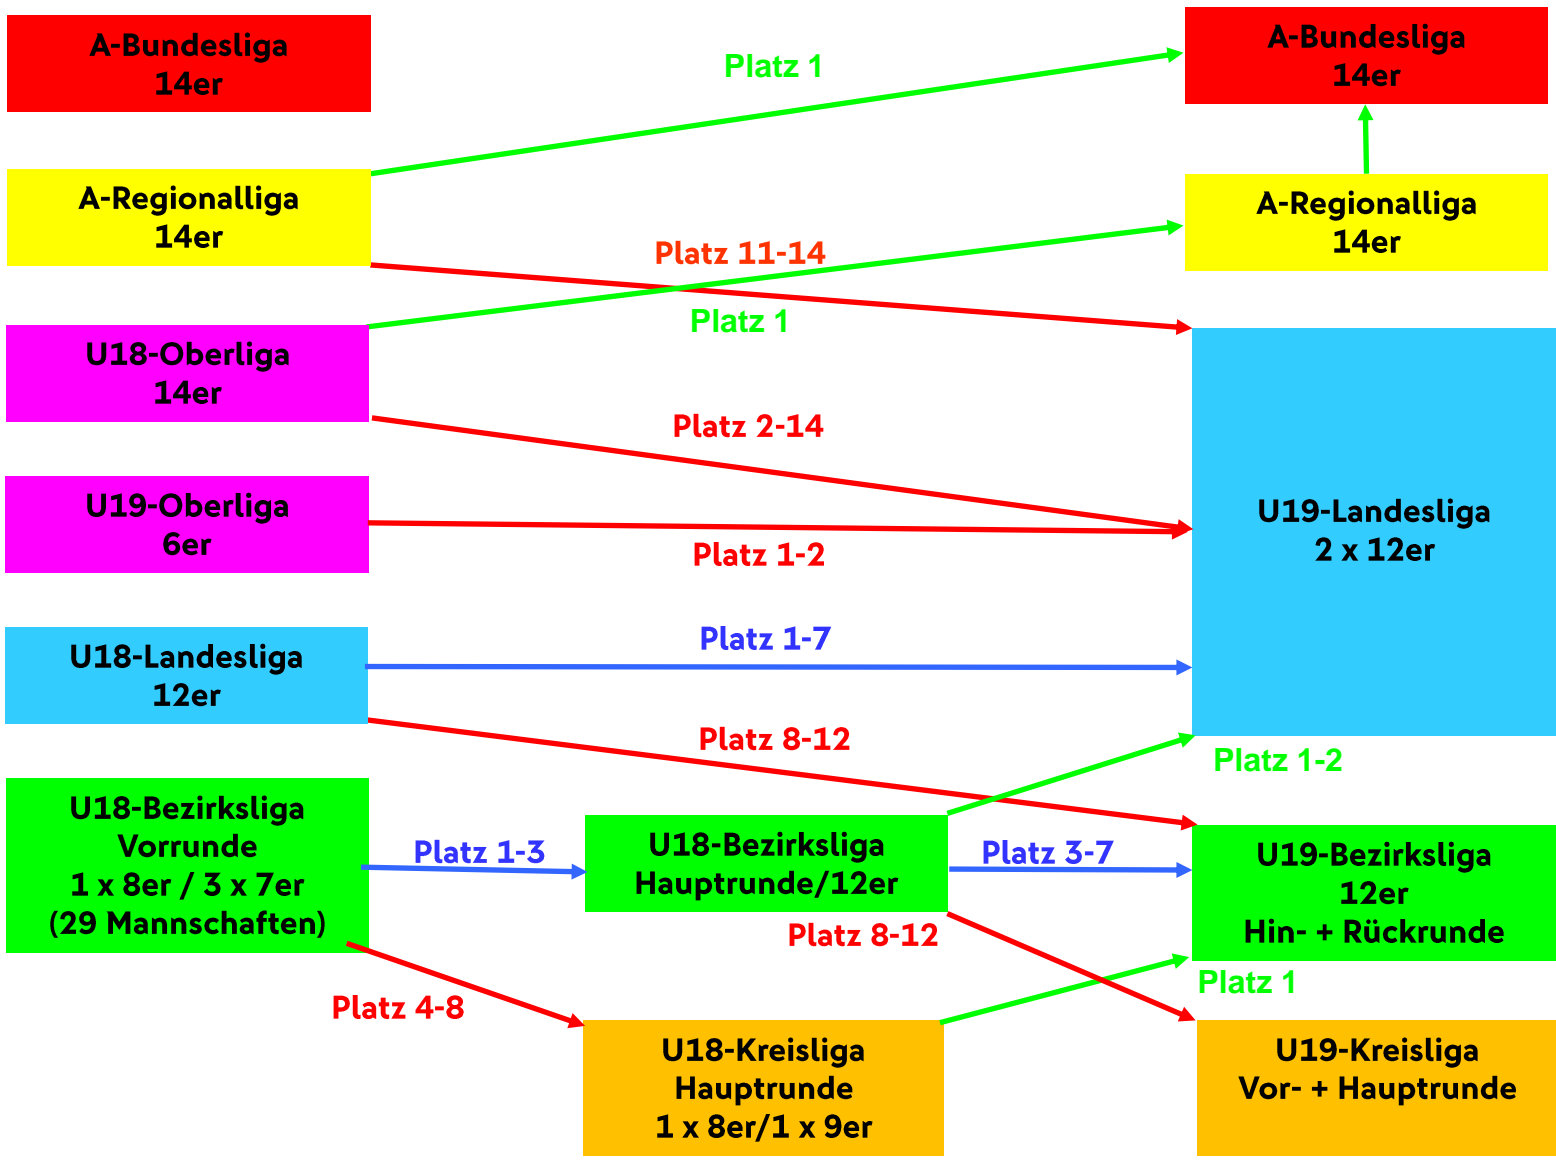 A-Bundesliga
14er
Platz 1
A-Bundesliga
14er
A-Regionalliga
14er
Platz 11-14
A-Regionalliga
14er
Platz 1
U18-Oberliga
14er
Platz 2-14
U19-Oberliga
6er
Platz 1-2
U19-Landesliga
2 x 12er
U18-Landesliga
12er
Platz 1-7
Platz 8-12
Platz 1-2
U18-Bezirksliga
Vorrunde
1 x 8er / 3 x 7er
(29 Mannschaften)
Platz 1-3
U18-Bezirksliga
Hauptrunde/12er
Platz 3-7
U19-Bezirksliga
12er
Hin- + Rückrunde
Platz 8-12
Platz 1
Platz 4-8
U18-Kreisliga
Hauptrunde
1 x 8er/1 x 9er
U19-Kreisliga
Vor- + Hauptrunde